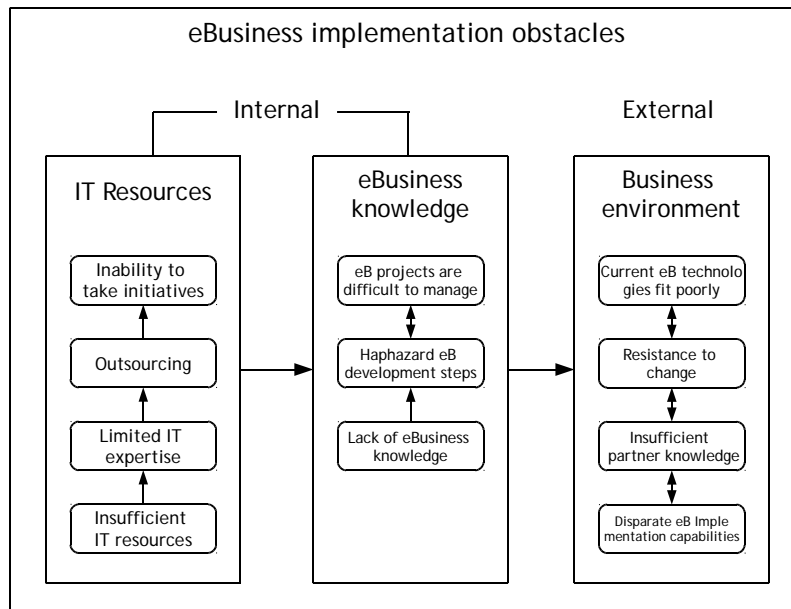 eBusiness implementation obstacles
Internal
External
IT Resources
Inability to
take initiatives
Outsourcing
Limited IT
expertise
Insufficient
IT resources
eBusiness
knowledge
eB projects are
difficult to manage
Haphazard eB
development steps
Lack of eBusiness
knowledge
Business
environment
Current eB technolo
gies fit poorly
Resistance to
change
Insufficient
partner knowledge
Disparate eB Imple
mentation capabilities